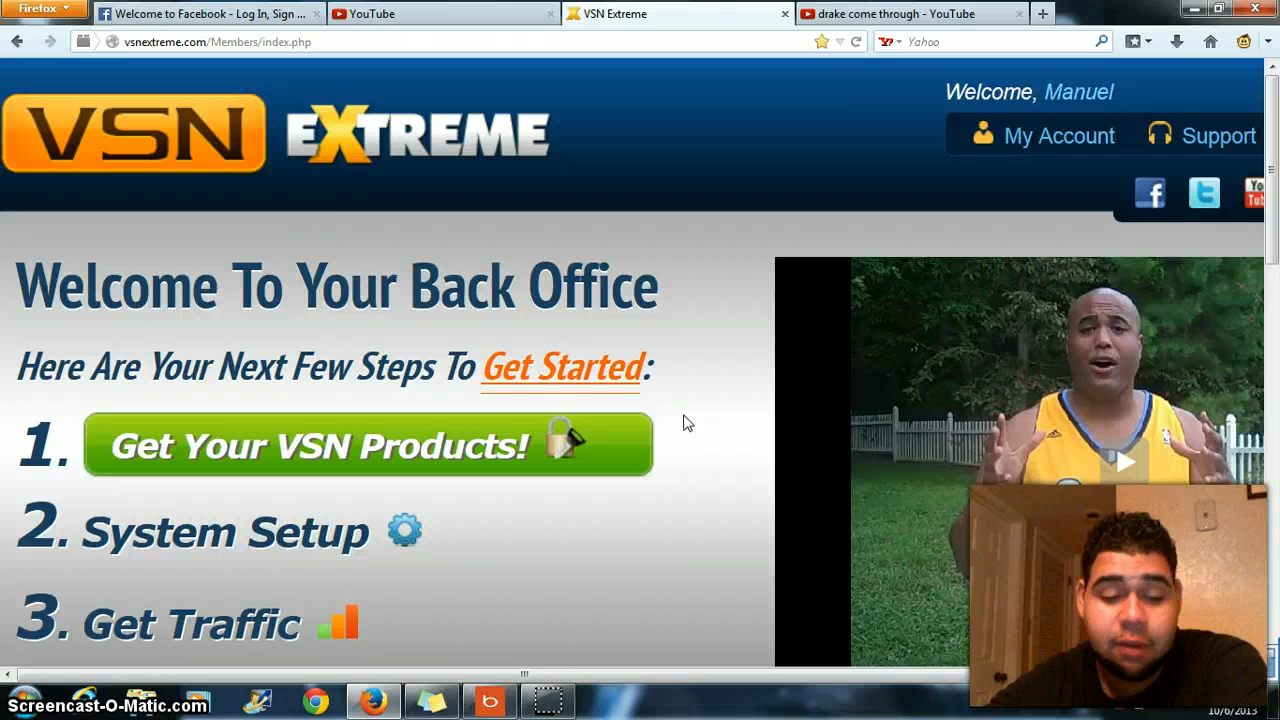 Firefox
Welcome to Facebook - Log In, Sign ...
YouTube
VSN Extreme
drake come through - YouTube
vsnextreme.com/Members/index.php
Yahoo
VSN EXTREME
Welcome, Manuel
My Account
Support
You
Tub
Welcome To Your Back Office
Here Are Your Next Few Steps To Get Started:
1. Get Your VSN Products!
2. System Setup
3. Get Traffic
Screencast-O-Matic.com
10/6/2013